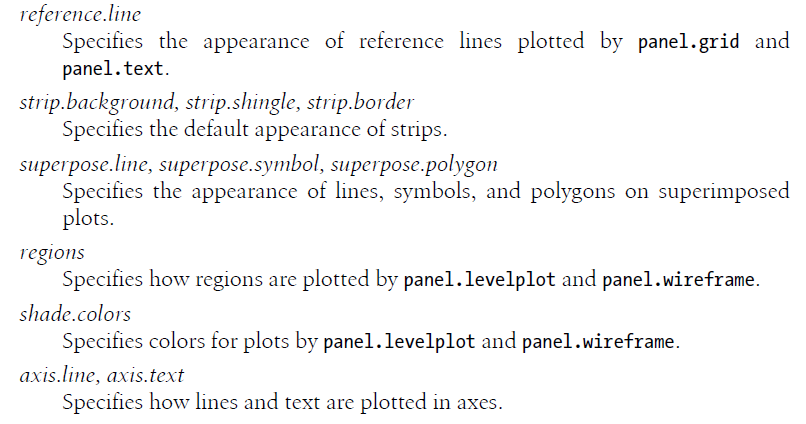 reference.line
Specifies the appearance of reference lines plotted by panel.grid and
panel.text.
strip.background, strip.shingle, strip.border
Specifies the default appearance of strips.
superpose.line, superpose.symbol, superpose.polygon
Specifies the appearance of lines, symbols, and polygons on superimposed
plots.
regions
Specifies how regions are plotted by panel.levelplot and panel.wireframe.
shade.colors
Specifies colors for plots by panel.levelplot and panel.wireframe.
axis.line, axis.text
Specifies how lines and text are plotted in axes.